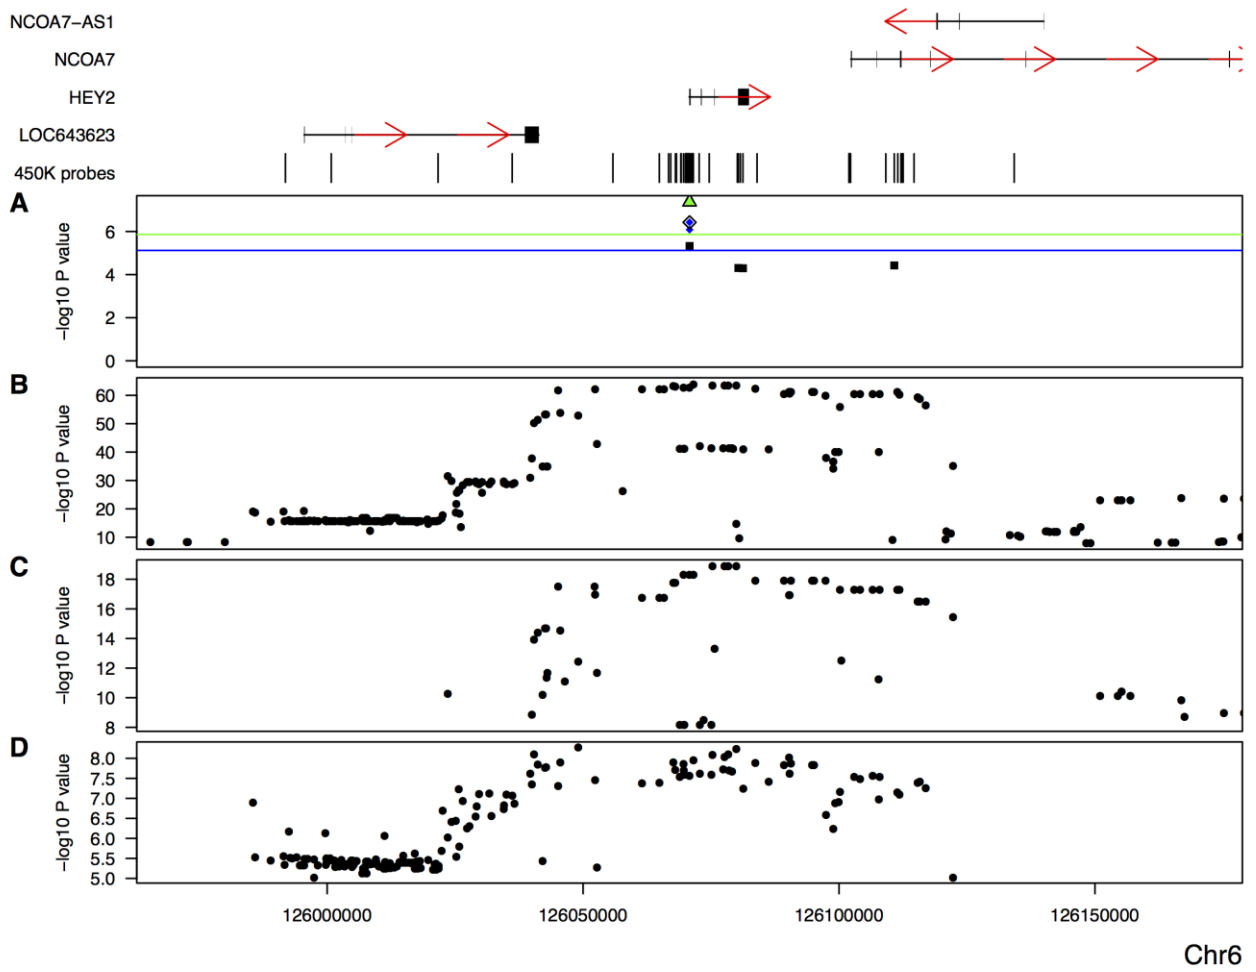 NCOA7−AS1
NCOA7
HEY2
LOC643623
450K probes
A
−log10 P value
6
4
2
0
B
−log10 P value
60
50
40
30
20
10
C
−log10 P value
18
16
14
12
10
8
D
−log10 P value
8.0
7.5
7.0
6.5
6.0
5.5
5.0
126000000 126050000 126100000 126150000
Chr6